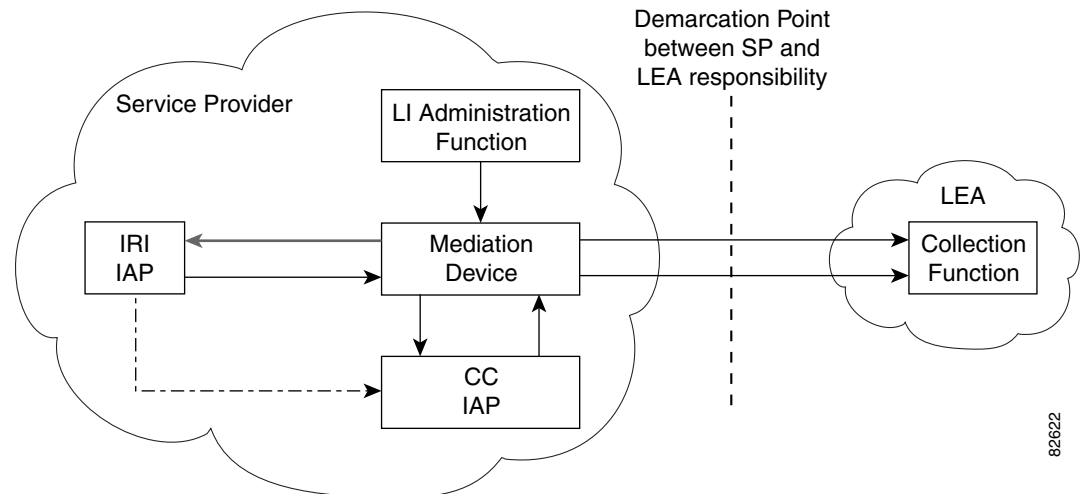 Demarcation Point
between SP and
LEA responsibility
Service Provider
LI Administration
Function
LEA
IRI
IAP
Mediation
Device
Collection
Function
CC
IAP
82622